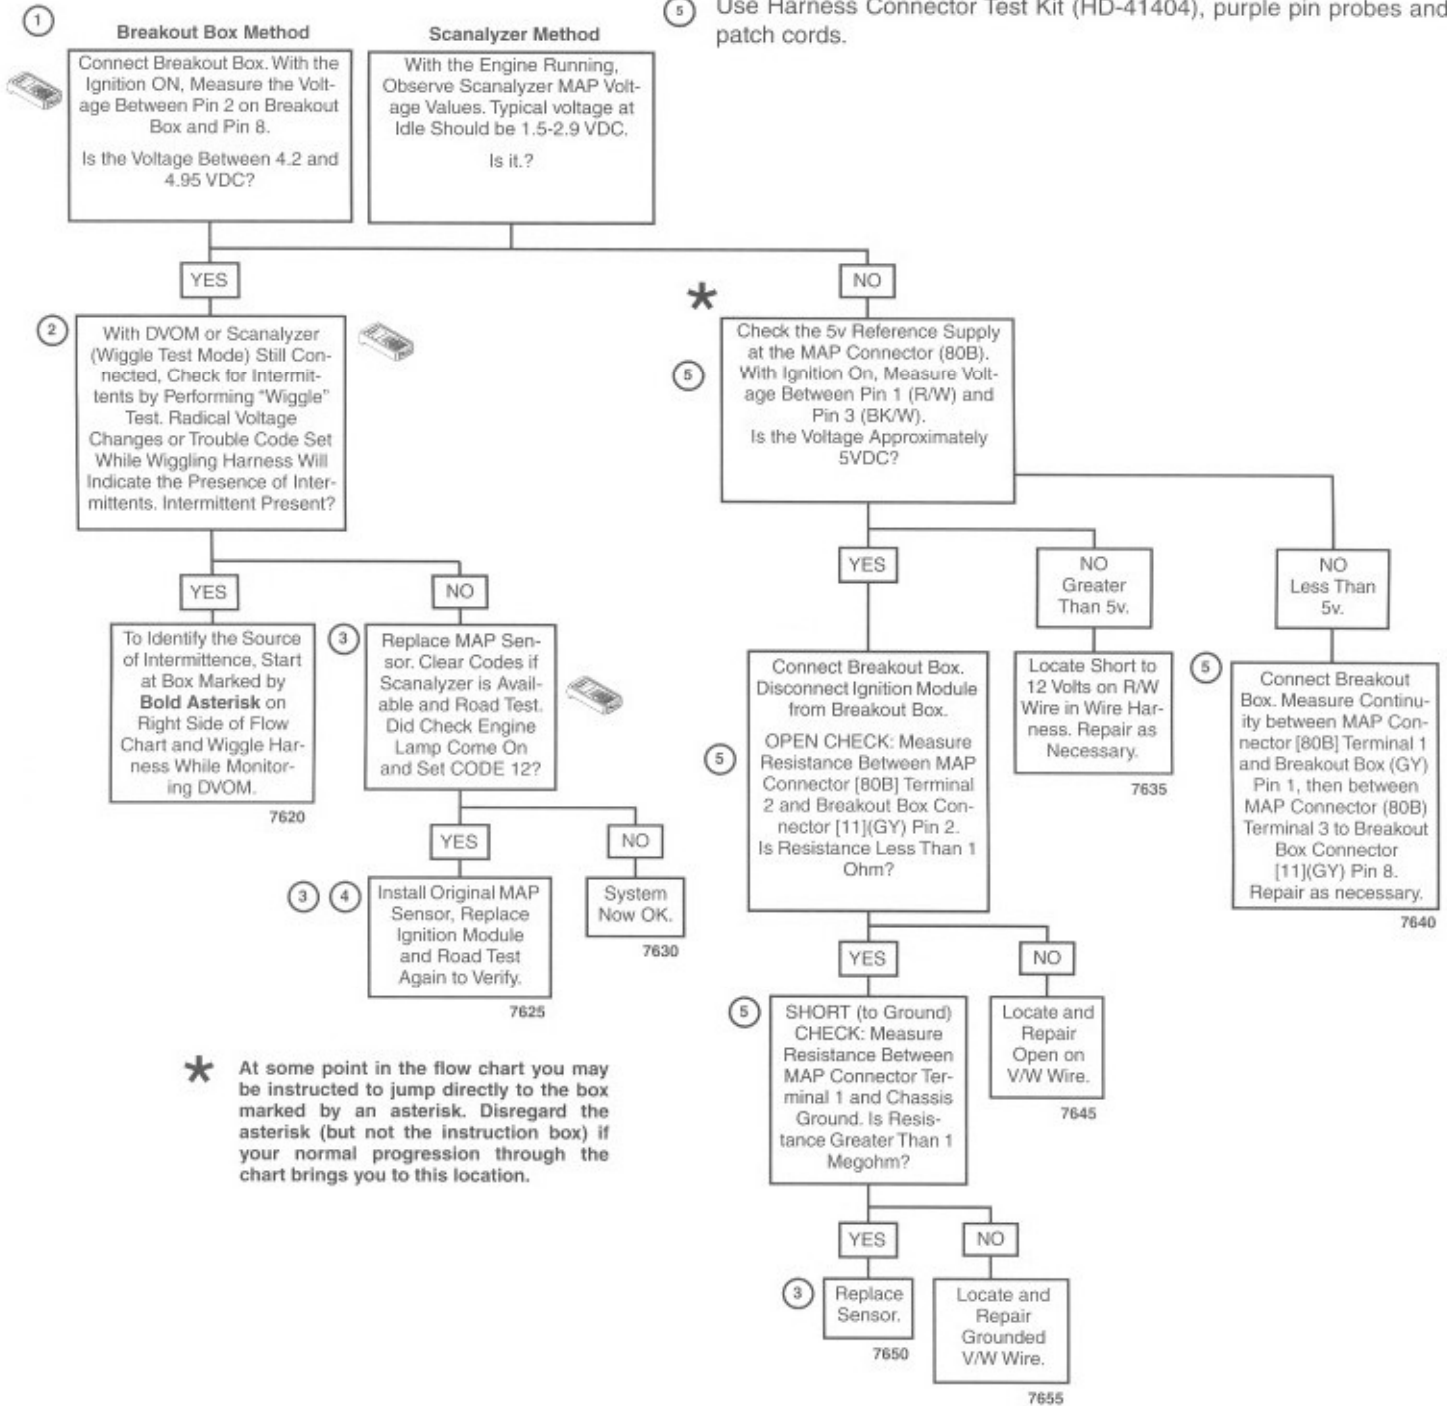 5 Use Harness Connector Test Kit (HD-41404), purple pin probes and
patch cords.
1
Breakout Box Method
Connect Breakout Box. With the
Ignition ON, Measure the Volt-
age Between Pin 2 on Breakout
Box and Pin 8.
Is the Voltage Between 4.2 and
4.95 VDC?
Scanalyzer Method
With the Engine Running,
Observe Scanalyzer MAP Volt-
age Values. Typical voltage at
Idle Should be 1.5-2.9 VDC.
Is it.?
YES
NO
2
With DVOM or Scanalyzer
(Wiggle Test Mode) Still Con-
nected, Check for Intermit-
tents by Performing “Wiggle”
Test. Radical Voltage
Changes or Trouble Code Set
While Wiggling Harness Will
Indicate the Presence of Inter-
mittents. Intermittent Present?
*
5
Check the 5v Reference Supply
at the MAP Connector (80B).
With Ignition On, Measure Volt-
age Between Pin 1 (R/W) and
Pin 3 (BK/W).
Is the Voltage Approximately
5VDC?
YES
NO
YES
NO
Greater
Than 5v.
NO
Less Than
5v.
To Identify the Source
of Intermittence, Start
at Box Marked by
Bold Asterisk on
Right Side of Flow
Chart and Wiggle Har-
ness While Monitor-
ing DVOM.
7620
3
Replace MAP Sen-
sor. Clear Codes if
Scanalyzer is Avail-
able and Road Test.
Did Check Engine
Lamp Come On
and Set CODE 12?
5
Connect Breakout Box.
Disconnect Ignition Module
from Breakout Box.
OPEN CHECK: Measure
Resistance Between MAP
Connector [80B] Terminal
2 and Breakout Box Con-
nector [11](GY) Pin 2.
Is Resistance Less Than 1
Ohm?
Locate Short to
12 Volts on R/W
Wire in Wire Har-
ness. Repair as
Necessary.
7635
5
Connect Breakout
Box. Measure Continu-
ity between MAP Con-
nector [80B] Terminal 1
and Breakout Box (GY)
Pin 1, then between
MAP Connector (80B)
Terminal 3 to Breakout
Box Connector
[11](GY) Pin 8.
Repair as necessary.
7640
YES
NO
3 4
Install Original MAP
Sensor, Replace
Ignition Module
and Road Test
Again to Verify.
7625
System
Now OK.
7630
YES
NO
5
SHORT (to Ground)
CHECK: Measure
Resistance Between
MAP Connector Ter-
minal 1 and Chassis
Ground. Is Resis-
tance Greater Than 1
Megohm?
Locate and
Repair
Open on
V/W Wire.
7645
* At some point in the flow chart you may
be instructed to jump directly to the box
marked by an asterisk. Disregard the
asterisk (but not the instruction box) if
your normal progression through the
chart brings you to this location.
YES
NO
3
Replace
Sensor.
7650
Locate and
Repair
Grounded
V/W Wire.
7655